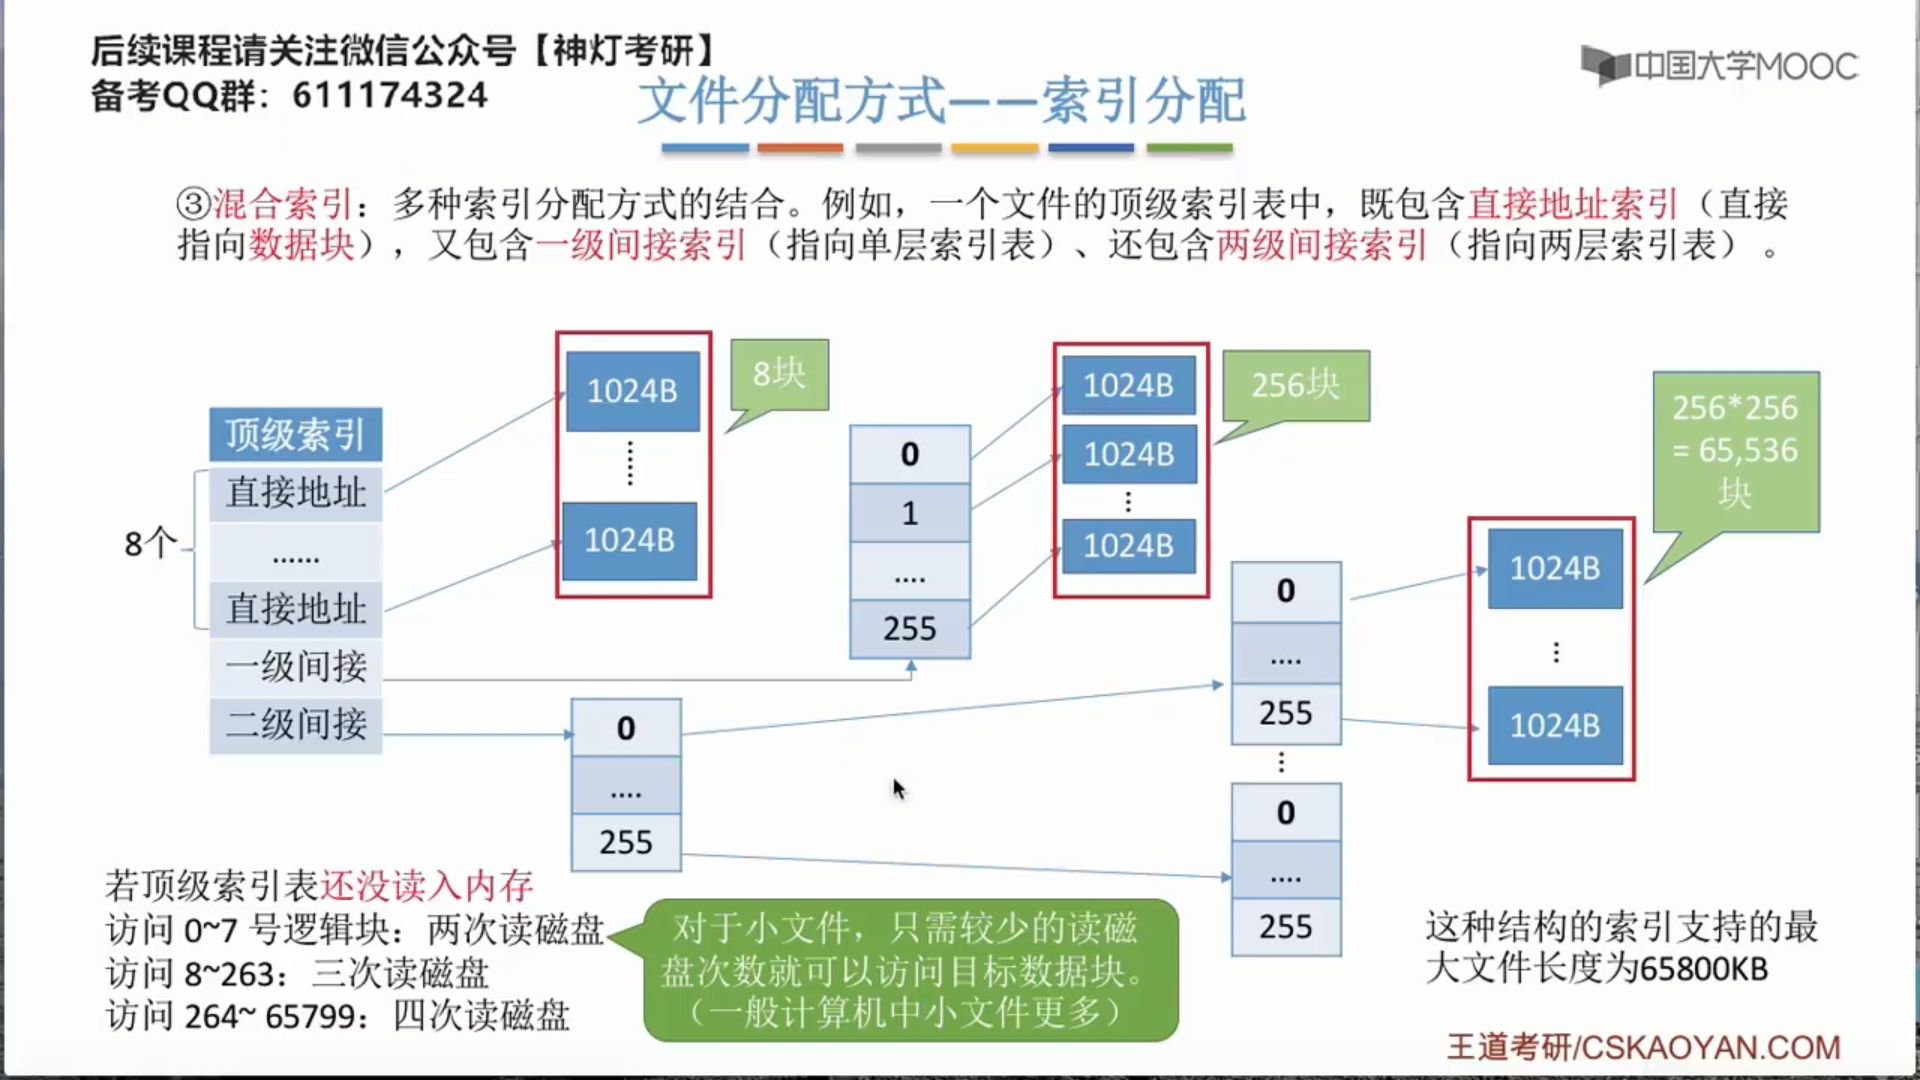 后续课程请关注微信公众号【神灯考研】
备考QQ群：611174324
中国大学MOOC
文件分配方式——索引分配
③混合索引：多种索引分配方式的结合。例如，一个文件的顶级索引表中，既包含直接地址索引（直接
指向数据块），又包含一级间接索引（指向单层索引表）、还包含两级间接索引（指向两层索引表）。
顶级索引
直接地址
......
直接地址
一级间接
二级间接
8个
1024B
1024B
8块
0
1
....
255
1024B
1024B
1024B
256块
0
....
255
0
....
255
0
....
255
1024B
1024B
256*256
= 65,536
块
若顶级索引表还没读入内存
访问 0~7 号逻辑块：两次读磁盘
访问 8~263：三次读磁盘
访问 264~ 65799：四次读磁盘
对于小文件，只需较少的读磁
盘次数就可以访问目标数据块。
（一般计算机中小文件更多）
这种结构的索引支持的最
大文件长度为65800KB
王道考研/CSKAOYAN.COM